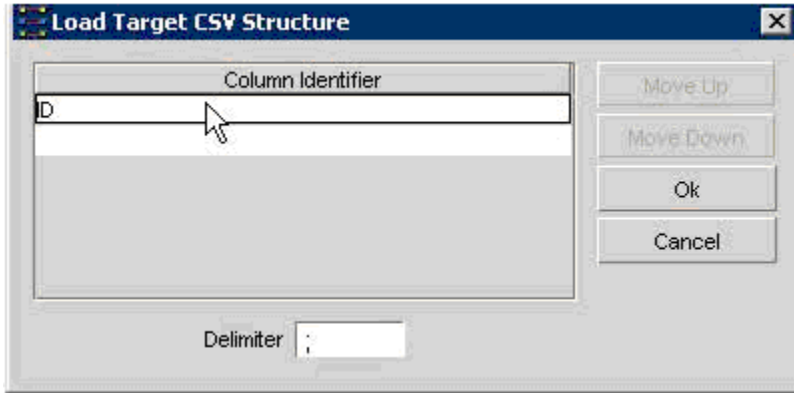 Load Target CSV Structure
Column Identifier
ID
Move Up
Move Down
Ok
Cancel
Delimiter ;